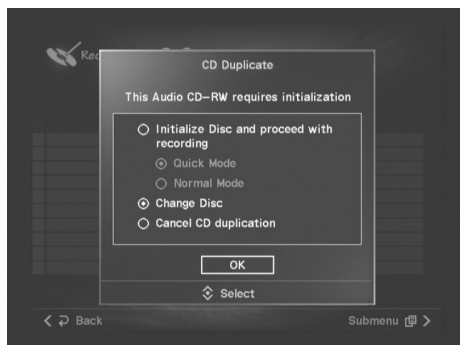 Rec
CD Duplicate
This Audio CD-RW requires initialization
Initialize Disc and proceed with
recording
Quick Mode
Normal Mode
Change Disc
Cancel CD duplication
OK
Select
Back
Submenu